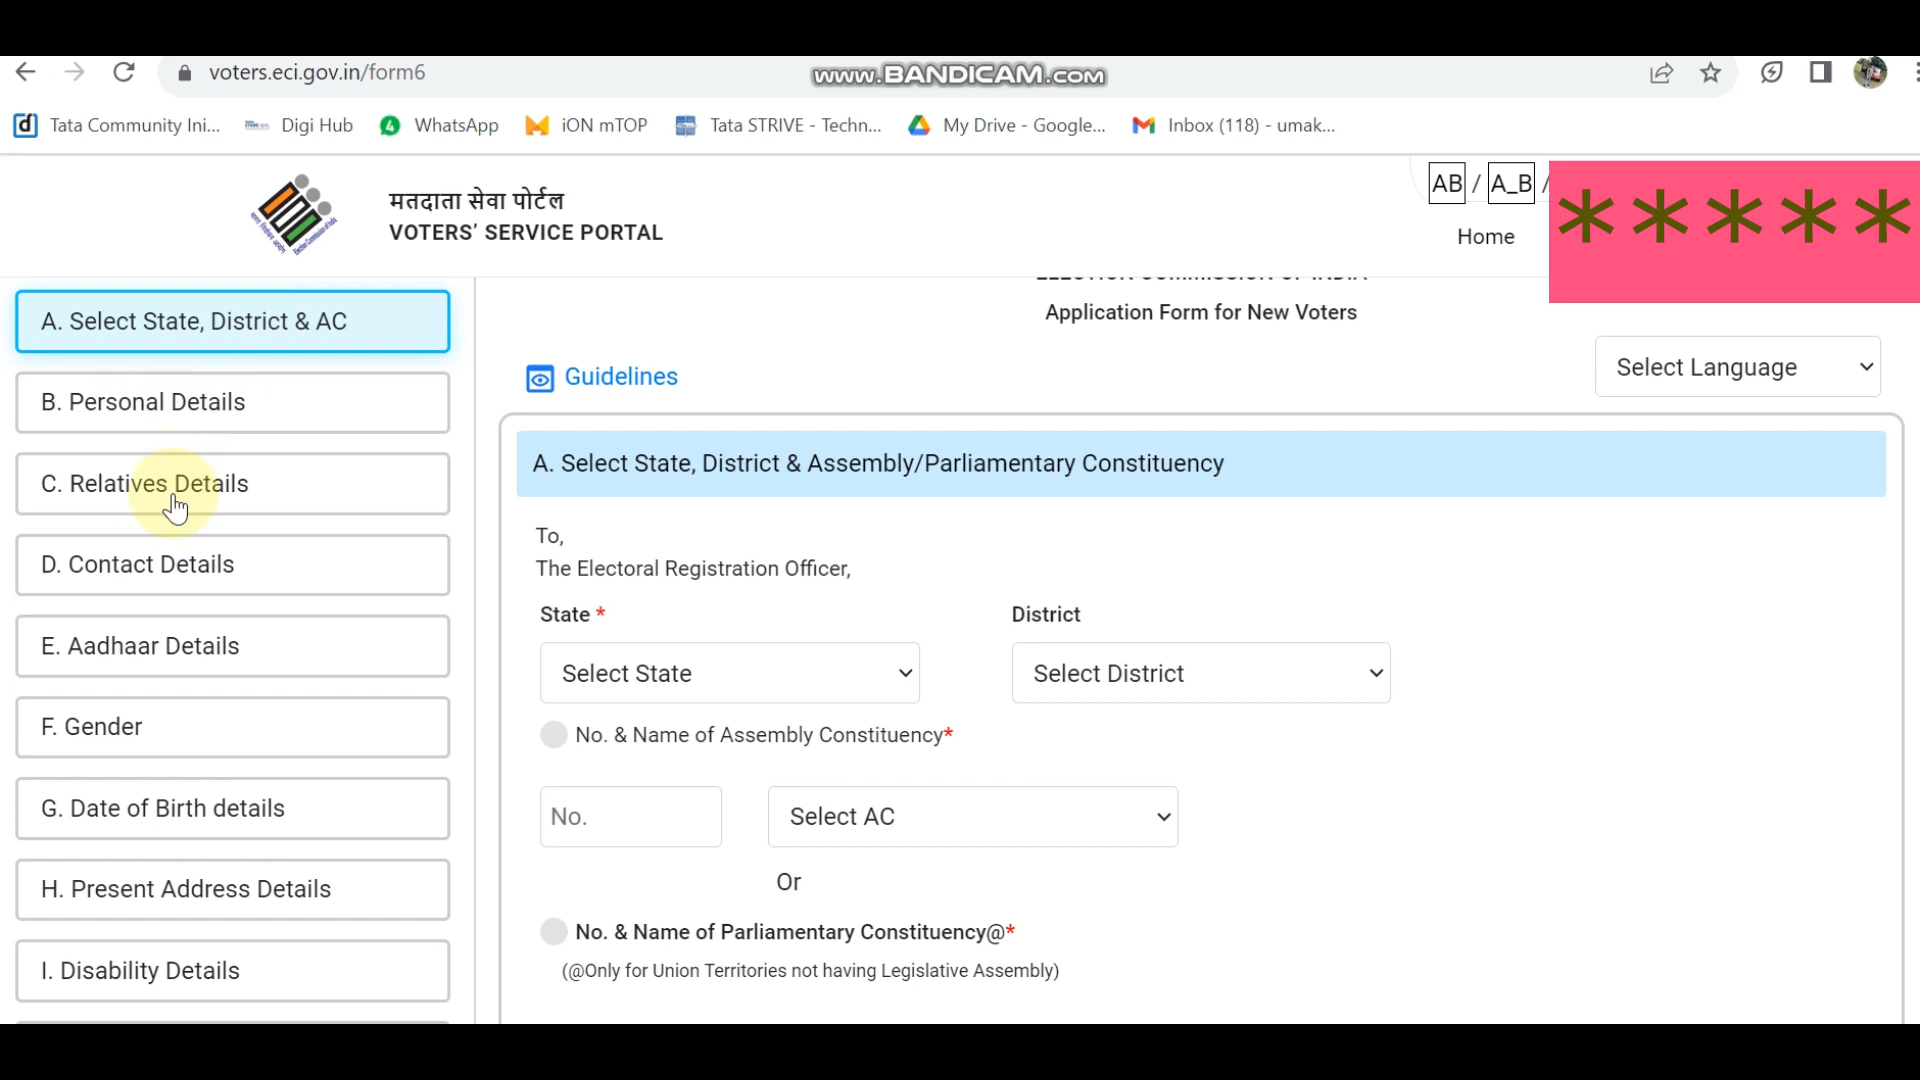 voters.eci.gov.in/form6
www.BANDICAM.com
Tata Community Ini...
Digi Hub
WhatsApp
iON mTOP
Tata STRIVE - Techn...
My Drive - Google...
Inbox (118) - umak...
मतदाता सेवा पोर्टल
VOTERS’ SERVICE PORTAL
AB / A_B /
Home
*****
A. Select State, District & AC
B. Personal Details
C. Relatives Details
D. Contact Details
E. Aadhaar Details
F. Gender
G. Date of Birth details
H. Present Address Details
I. Disability Details
ELECTION COMMISSION OF INDIA
Application Form for New Voters
Guidelines
Select Language
A. Select State, District & Assembly/Parliamentary Constituency
To,
The Electoral Registration Officer,
State *
District
Select State
Select District
No. & Name of Assembly Constituency*
No.
Select AC
Or
No. & Name of Parliamentary Constituency@*
(@Only for Union Territories not having Legislative Assembly)